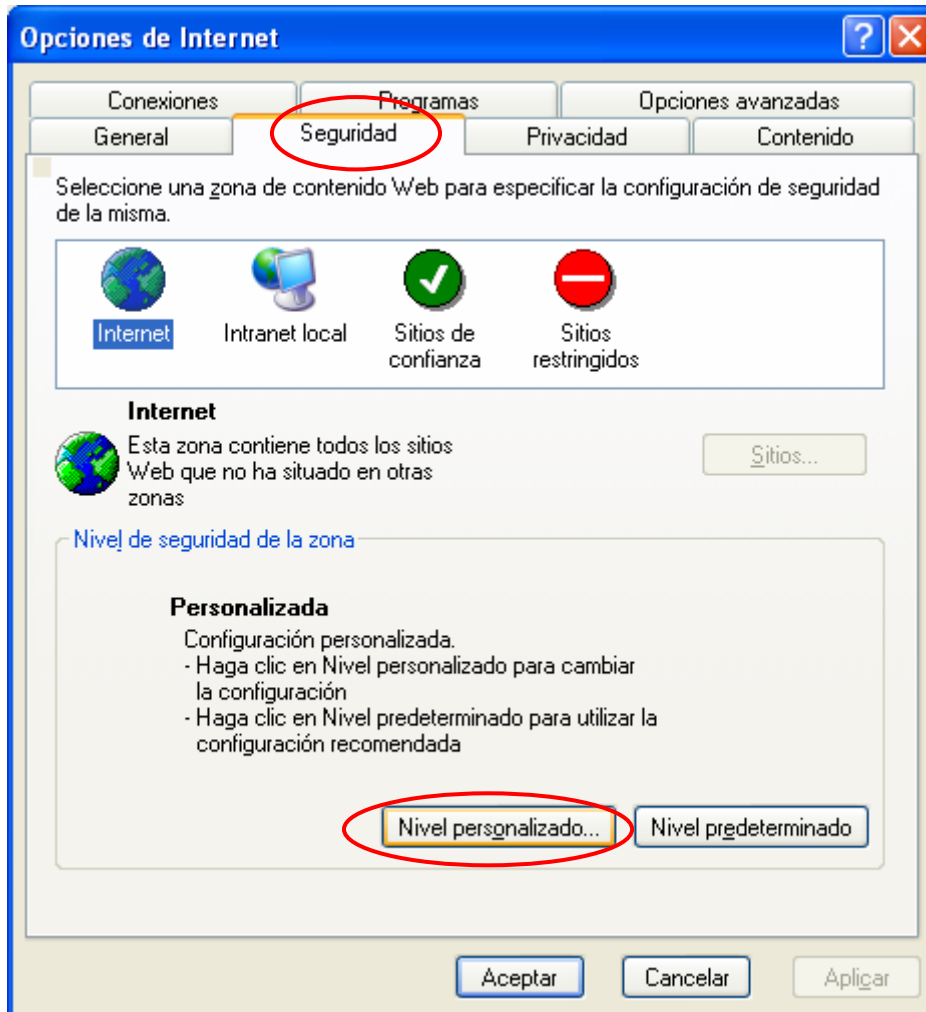 Opciones de Internet
Conexiones Programas Opciones avanzadas
General Seguridad Privacidad Contenido
Seleccione una zona de contenido Web para especificar la configuración de seguridad
de la misma.
Internet Intranet local Sitios de confianza Sitios restringidos
Internet
Esta zona contiene todos los sitios
Web que no ha situado en otras
zonas
Sitios...
Nivel de seguridad de la zona
Personalizada
Configuración personalizada.
- Haga clic en Nivel personalizado para cambiar
la configuración
- Haga clic en Nivel predeterminado para utilizar la
configuración recomendada
Nivel personalizado... Nivel predeterminado
Aceptar Cancelar Aplicar